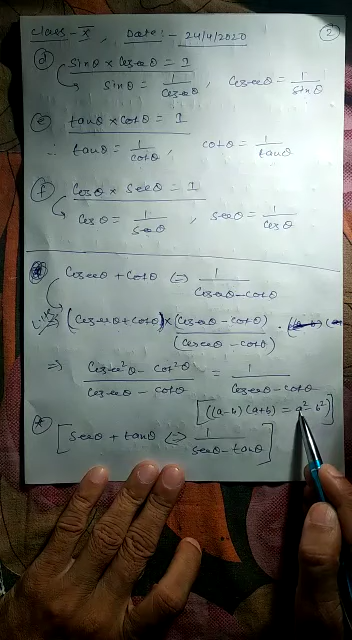 Class - X, Date: - 24/4/2020 (2)
(d) Sinθ × Cosecθ = 1
Sinθ = 1/Cosecθ, Cosecθ = 1/Sinθ
(e) tanθ × Cotθ = 1
∴ tanθ = 1/Cotθ, Cotθ = 1/tanθ
(f) Cosθ × Secθ = 1
Cosθ = 1/Secθ, Secθ = 1/Cosθ
Cosecθ + Cotθ ⇔ 1/Cosecθ - Cotθ
(Cosecθ + Cotθ) × (Cosecθ - Cotθ)/(Cosecθ - Cotθ)
⇒ Cosec²θ - Cot²θ/Cosecθ - Cotθ = 1/Cosecθ - Cotθ
[(a-b)(a+b) = a² - b²]
[Secθ + tanθ ⇔ 1/Secθ - tanθ]